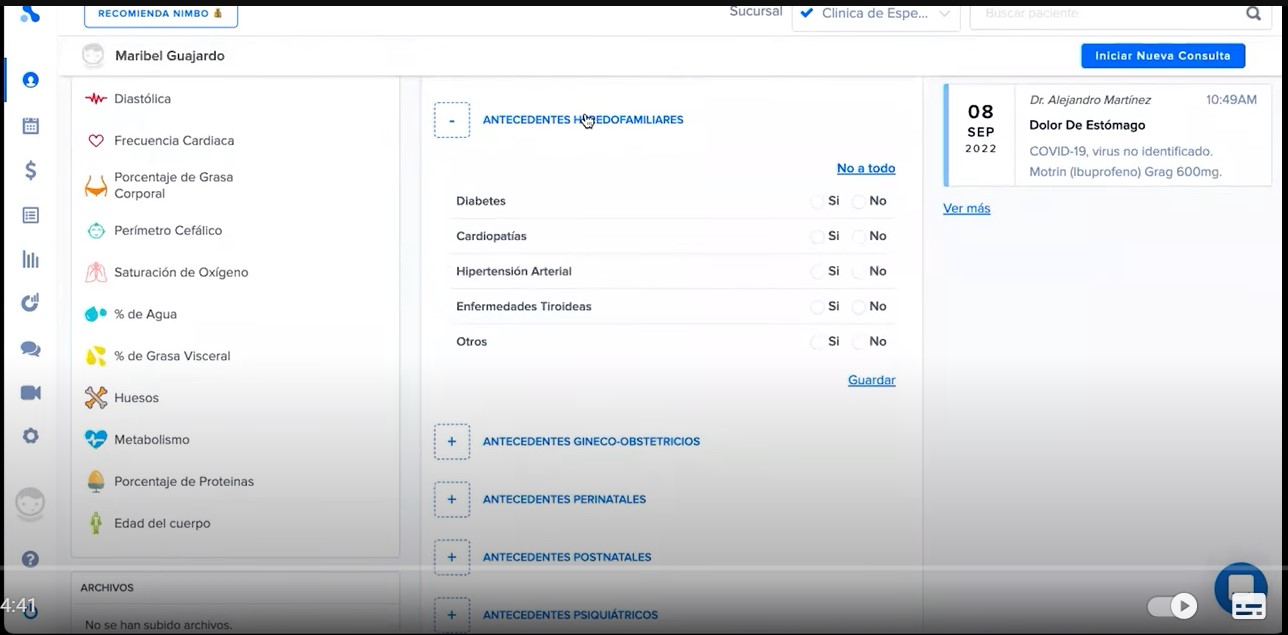 RECOMIENDA NIMBO
Sucursal
Clinica de Espe...
Buscar paciente
Maribel Guajardo
Iniciar Nueva Consulta
Diastólica
Frecuencia Cardiaca
Porcentaje de Grasa
Corporal
Perímetro Cefálico
Saturación de Oxígeno
% de Agua
% de Grasa Visceral
Huesos
Metabolismo
Porcentaje de Proteinas
Edad del cuerpo
ARCHIVOS
No se han subido archivos.
4:41
- ANTECEDENTES HEREDOFAMILIARES
No a todo
Diabetes Si No
Cardiopatías Si No
Hipertensión Arterial Si No
Enfermedades Tiroideas Si No
Otros Si No
Guardar
+ ANTECEDENTES GINECO-OBSTETRICIOS
+ ANTECEDENTES PERINATALES
+ ANTECEDENTES POSTNATALES
+ ANTECEDENTES PSIQUIÁTRICOS
08
SEP
2022
Dr. Alejandro Martínez 10:49AM
Dolor De Estómago
COVID-19, virus no identificado.
Motrin (Ibuprofeno) Grag 600mg.
Ver más